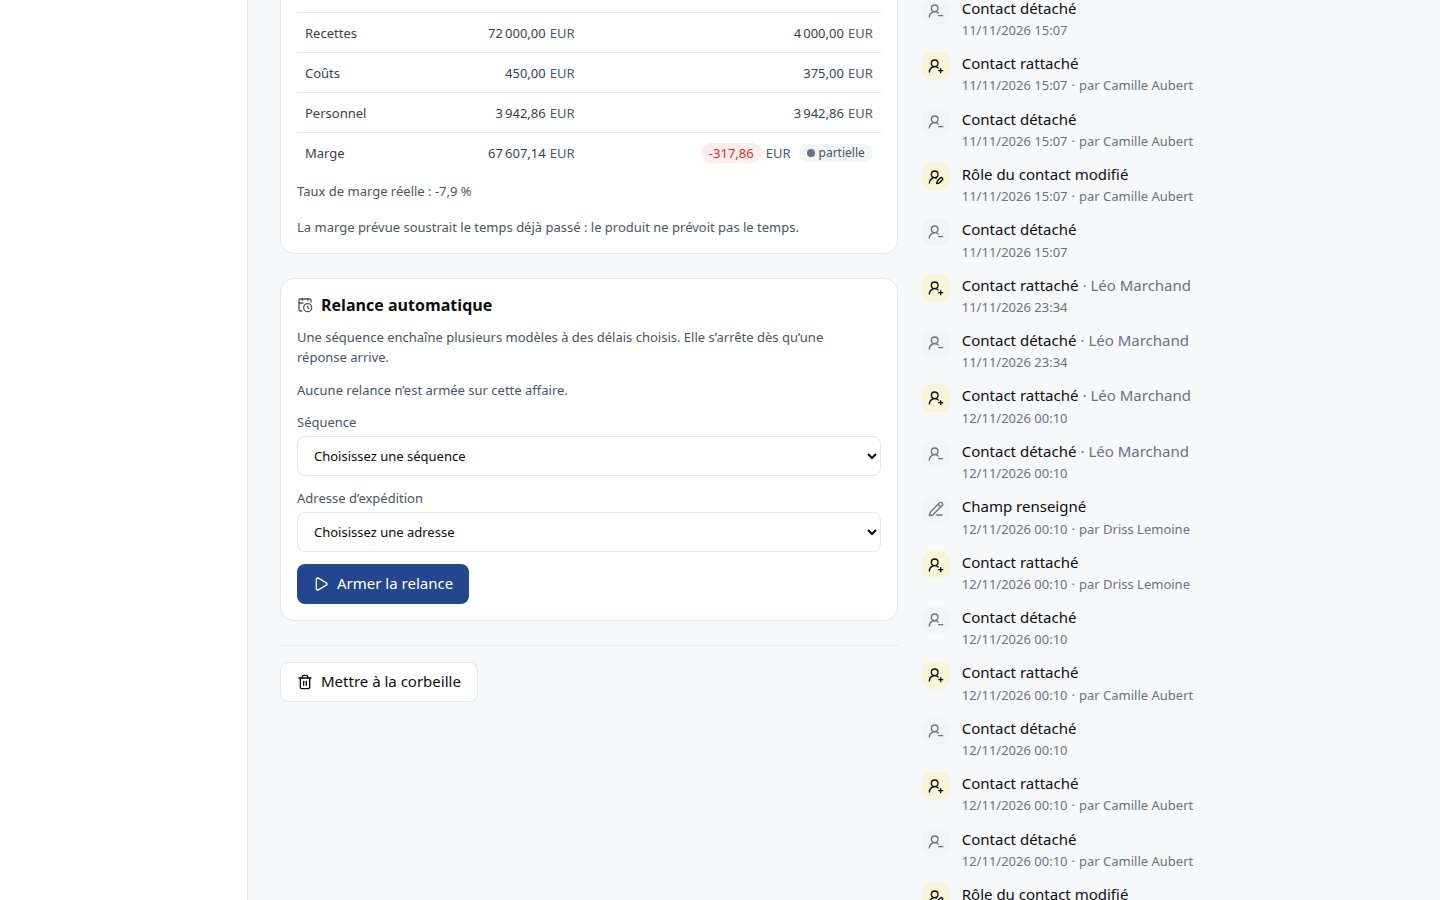 Recettes 72 000,00 EUR 4 000,00 EUR
Coûts 450,00 EUR 375,00 EUR
Personnel 3 942,86 EUR 3 942,86 EUR
Marge 67 607,14 EUR -317,86 EUR partielle
Taux de marge réelle : -7,9 %
La marge prévue soustrait le temps déjà passé : le produit ne prévoit pas le temps.
Relance automatique
Une séquence enchaîne plusieurs modèles à des délais choisis. Elle s’arrête dès qu’une
réponse arrive.
Aucune relance n’est armée sur cette affaire.
Séquence
Choisissez une séquence
Adresse d’expédition
Choisissez une adresse
Armer la relance
Mettre à la corbeille
Contact détaché
11/11/2026 15:07
Contact rattaché
11/11/2026 15:07 · par Camille Aubert
Contact détaché
11/11/2026 15:07 · par Camille Aubert
Rôle du contact modifié
11/11/2026 15:07 · par Camille Aubert
Contact détaché
11/11/2026 15:07
Contact rattaché · Léo Marchand
11/11/2026 23:34
Contact détaché · Léo Marchand
11/11/2026 23:34
Contact rattaché · Léo Marchand
12/11/2026 00:10
Contact détaché · Léo Marchand
12/11/2026 00:10
Champ renseigné
12/11/2026 00:10 · par Driss Lemoine
Contact rattaché
12/11/2026 00:10 · par Driss Lemoine
Contact détaché
12/11/2026 00:10
Contact rattaché
12/11/2026 00:10 · par Camille Aubert
Contact détaché
12/11/2026 00:10
Contact rattaché
12/11/2026 00:10 · par Camille Aubert
Contact détaché
12/11/2026 00:10 · par Camille Aubert
Rôle du contact modifié